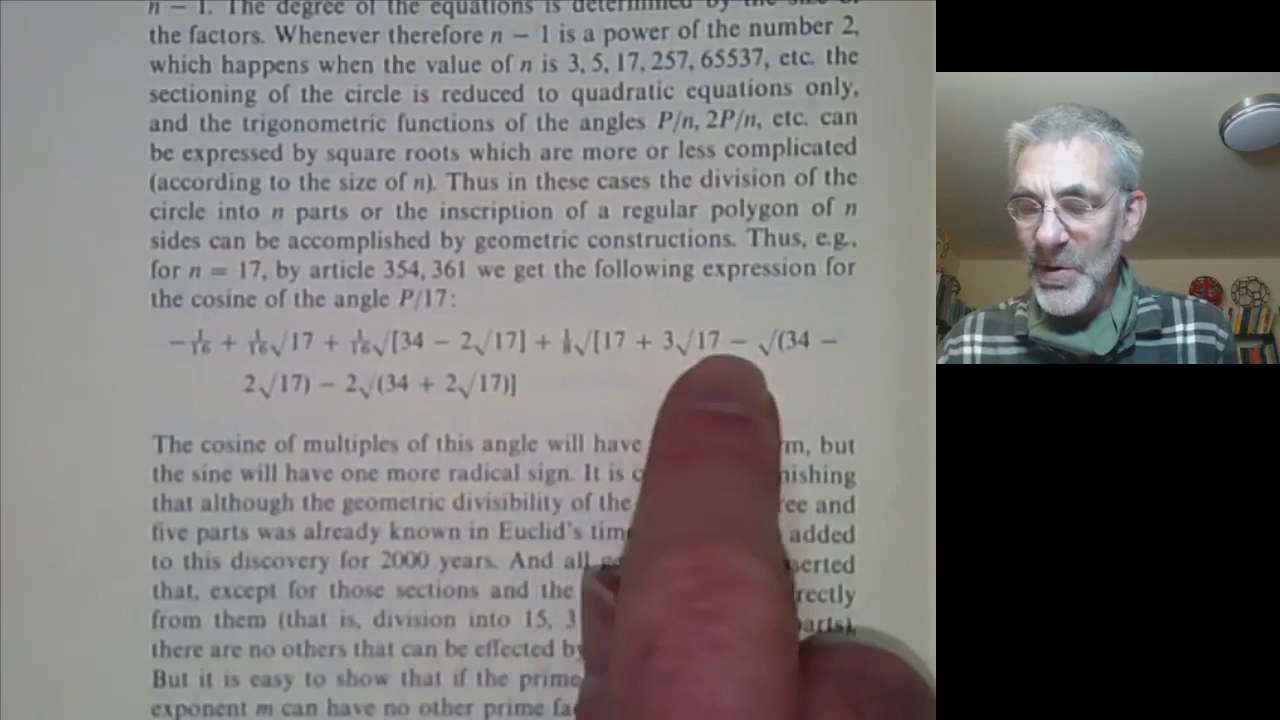 n − 1. The degree of the equations is determined by the size of
the factors. Whenever therefore n − 1 is a power of the number 2,
which happens when the value of n is 3, 5, 17, 257, 65537, etc. the
sectioning of the circle is reduced to quadratic equations only,
and the trigonometric functions of the angles P/n, 2P/n, etc. can
be expressed by square roots which are more or less complicated
(according to the size of n). Thus in these cases the division of the
circle into n parts or the inscription of a regular polygon of n
sides can be accomplished by geometric constructions. Thus, e.g.,
for n = 17, by article 354, 361 we get the following expression for
the cosine of the angle P/17:
−1/16 + 1/16√17 + 1/16√[34 − 2√17] + 1/8√[17 + 3√17 − √(34 −
2√17) − 2√(34 + 2√17)]
The cosine of multiples of this angle will have m, but
the sine will have one more radical sign. It is nishing
that although the geometric divisibility of the ee and
five parts was already known in Euclid's tim added
to this discovery for 2000 years. And all serted
that, except for those sections and the rectly
from them (that is, division into 15, 3 arts),
there are no others that can be effected by
But it is easy to show that if the prime
exponent m can have no other prime fa